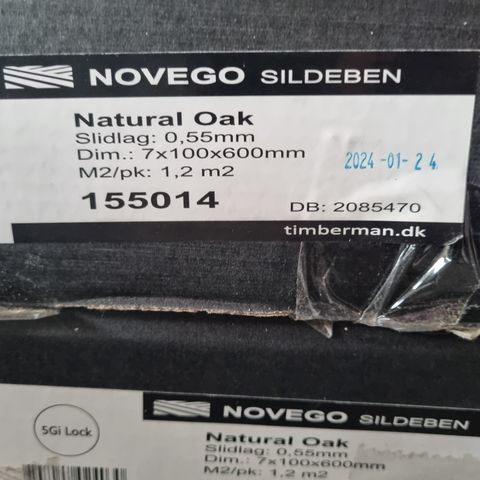 NOVEGO SILDEBEN
Natural Oak
Slidlag: 0,55mm
Dim.: 7x100x600mm
M2/pk: 1,2 m2
2024-01-24
155014
DB: 2085470
timberman.dk
5Gi Lock
NOVEGO SILDEBEN
Natural Oak
Slidlag: 0,55mm
Dim.: 7x100x600mm
M2/pk: 1,2 m2